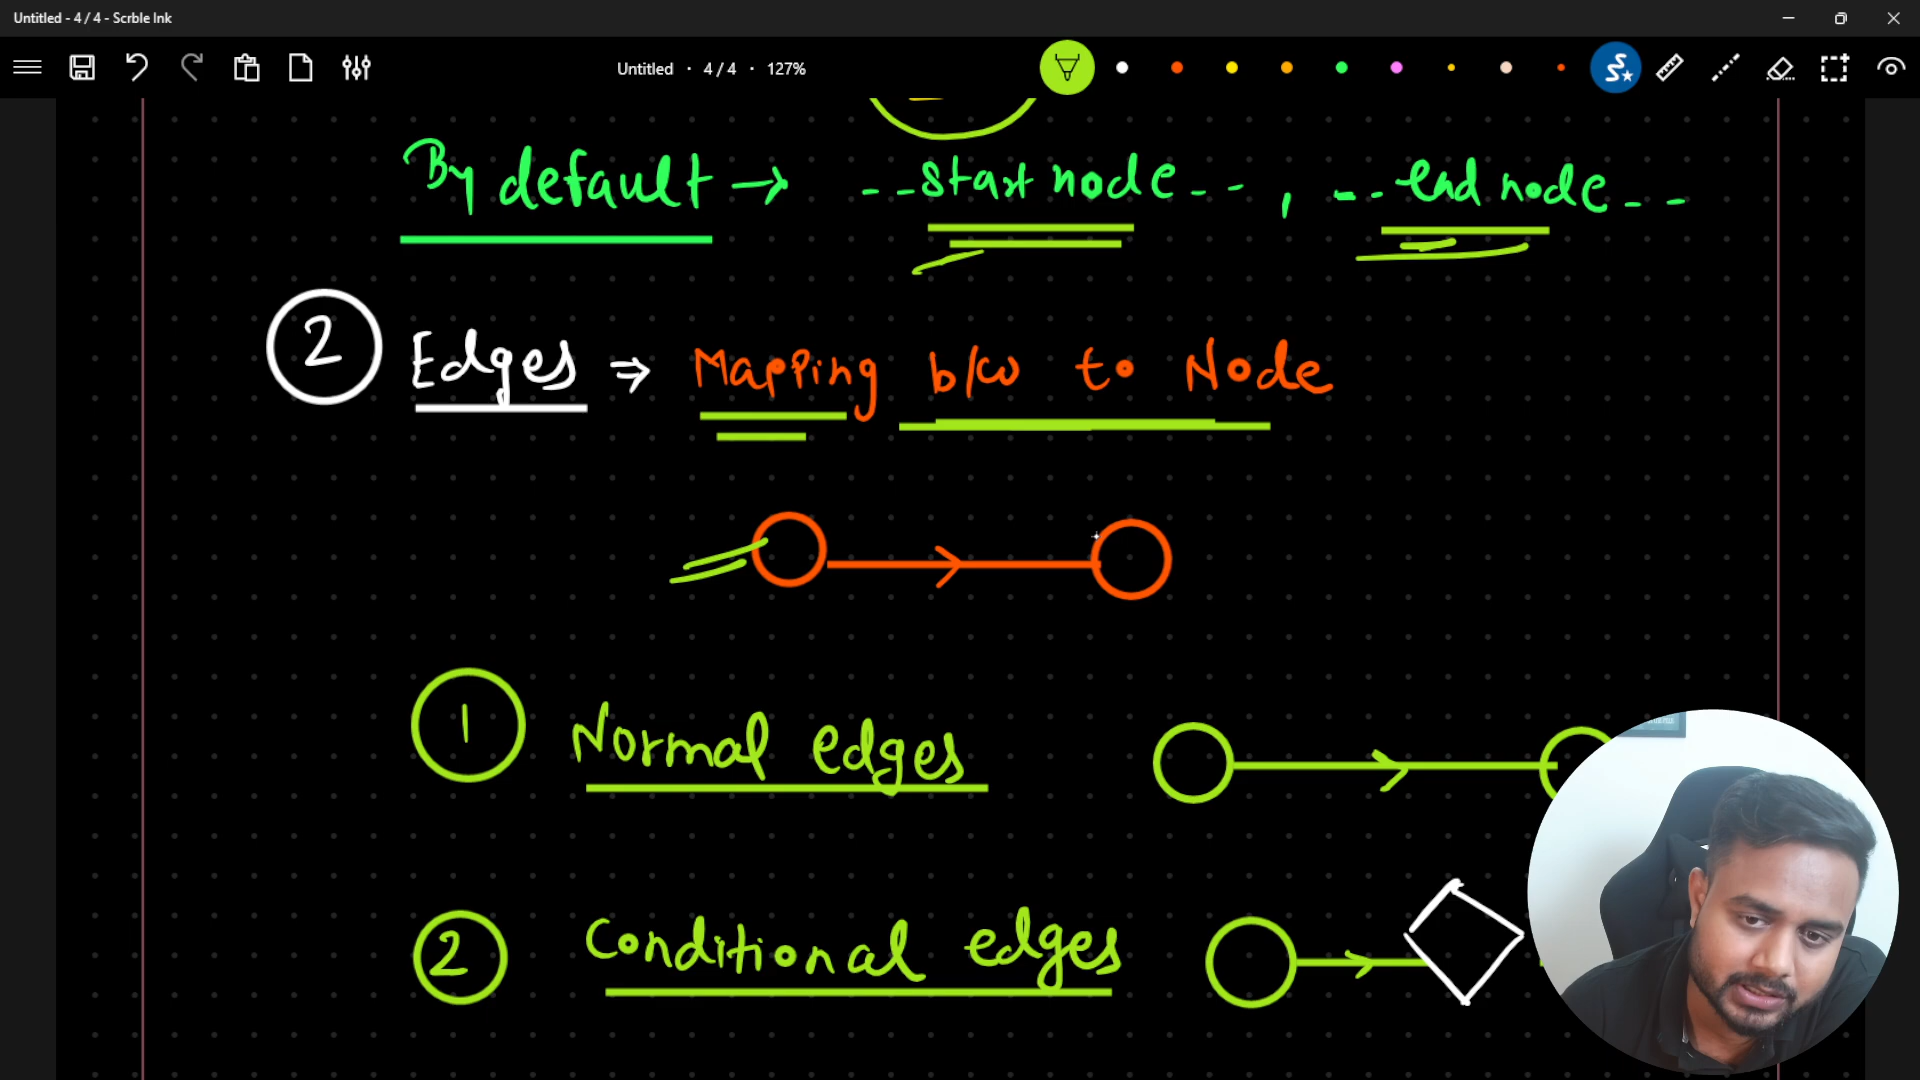 Untitled - 4 / 4 - Scrble Ink
Untitled • 4 / 4 • 127%
By default → --start node--, --end node--
2 Edges ⇒ Mapping b/w to Node
1 Normal edges
2 Conditional edges